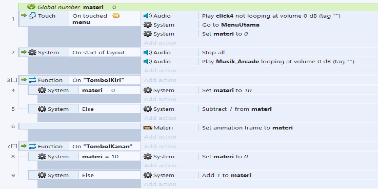 Global number materi 0
1 Touch On touched menu
Audio Play click4 not looping at volume 0 dB (tag "")
System Go to MenuUtama
System Set materi to 0
Add action
2 System On start of layout
Audio Stop all
Audio Play Musik_Arcade looping at volume 0 dB (tag "")
Add action
Function On "TombolKiri"
Add action
4 System materi = 0
System Set materi to 10
Add action
5 System Else
System Subtract 1 from materi
Add action
6 Materi Set animation frame to materi
Add action
Function On "TombolKanan"
Add action
8 System materi = 10
System Set materi to 0
Add action
9 System Else
System Add 1 to materi
Add action